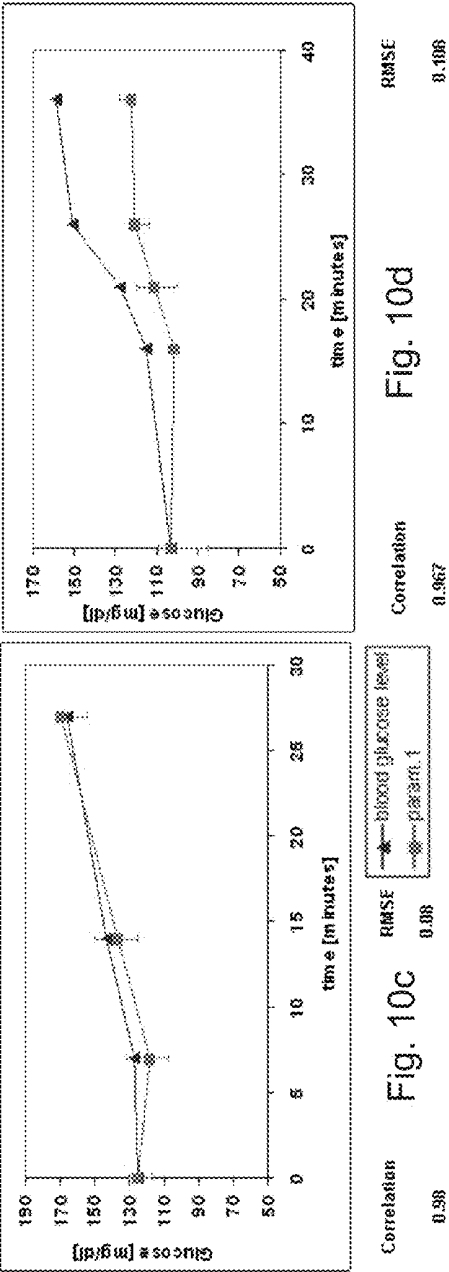 190
170
150
130
110
90
70
50
Glucose [mg/dl]
0
5
10
15
20
25
30
time [minutes]
Correlation
0.98
Fig. 10c
RMSE
0.08
blood glucose level
param.1
170
150
130
110
90
70
50
Glucose [mg/dl]
0
10
20
30
40
time [minutes]
Correlation
0.967
Fig. 10d
RMSE
0.108